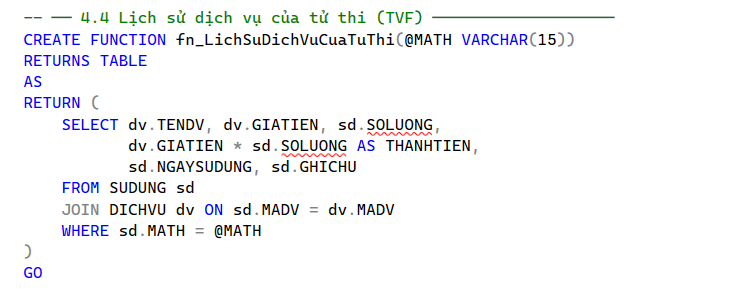 -- ── 4.4 Lịch sử dịch vụ của tử thi (TVF) ───────────────────
CREATE FUNCTION fn_LichSuDichVuCuaTuThi(@MATH VARCHAR(15))
RETURNS TABLE
AS
RETURN (
    SELECT dv.TENDV, dv.GIATIEN, sd.SOLUONG,
           dv.GIATIEN * sd.SOLUONG AS THANHTIEN,
           sd.NGAYSUDUNG, sd.GHICHU
    FROM SUDUNG sd
    JOIN DICHVU dv ON sd.MADV = dv.MADV
    WHERE sd.MATH = @MATH
)
GO